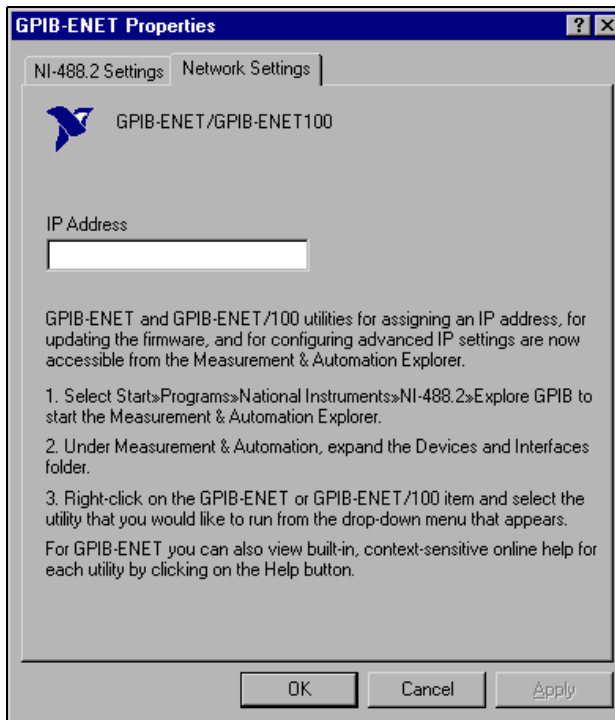 GPIB-ENET Properties
NI-488.2 Settings
Network Settings
GPIB-ENET/GPIB-ENET100
IP Address
GPIB-ENET and GPIB-ENET/100 utilities for assigning an IP address, for
updating the firmware, and for configuring advanced IP settings are now
accessible from the Measurement & Automation Explorer.
1. Select Start»Programs»National Instruments»NI-488.2»Explore GPIB to
start the Measurement & Automation Explorer.
2. Under Measurement & Automation, expand the Devices and Interfaces
folder.
3. Right-click on the GPIB-ENET or GPIB-ENET/100 item and select the
utility that you would like to run from the drop-down menu that appears.
For GPIB-ENET you can also view built-in, context-sensitive online help for
each utility by clicking on the Help button.
OK
Cancel
Apply